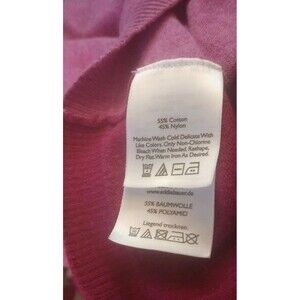 55% Cotton
45% Nylon
Machine Wash Cold Delicate With
Like Colors. Only Non-Chlorine
Bleach When Needed. Reshape,
Dry Flat. Warm Iron As Desired.
www.eddiebauer.de
55% BAUMWOLLE
45% POLYAMID
Liegend trocknen.